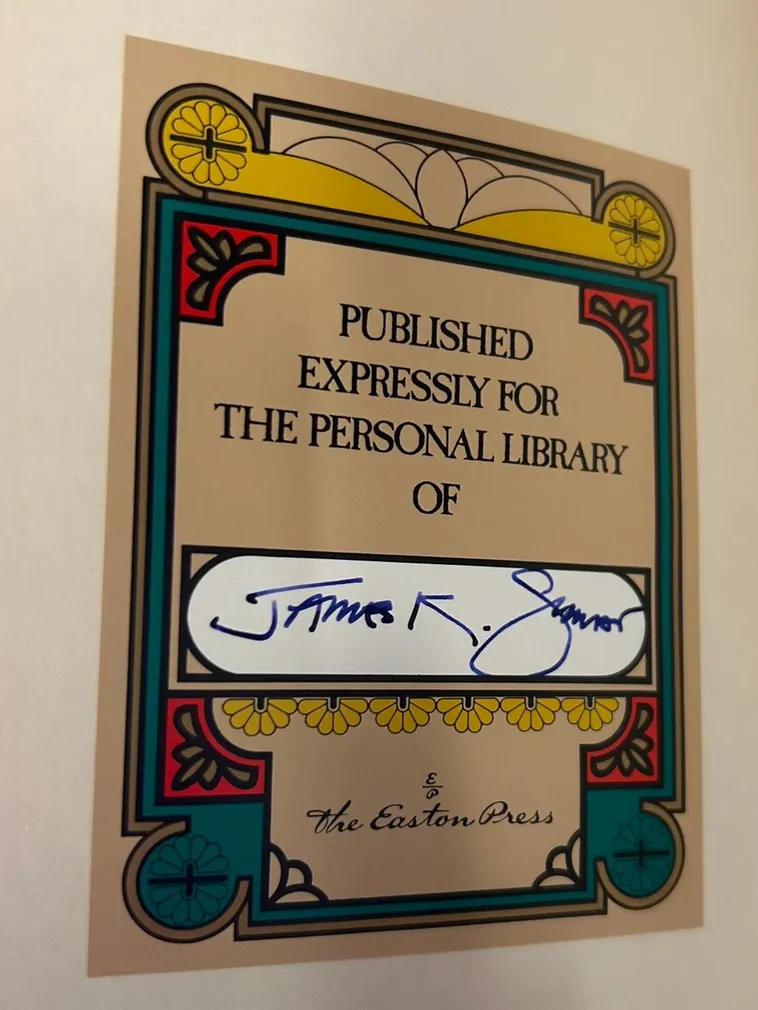 PUBLISHED
EXPRESSLY FOR
THE PERSONAL LIBRARY
OF
JAMES K.
E
P
The Easton Press